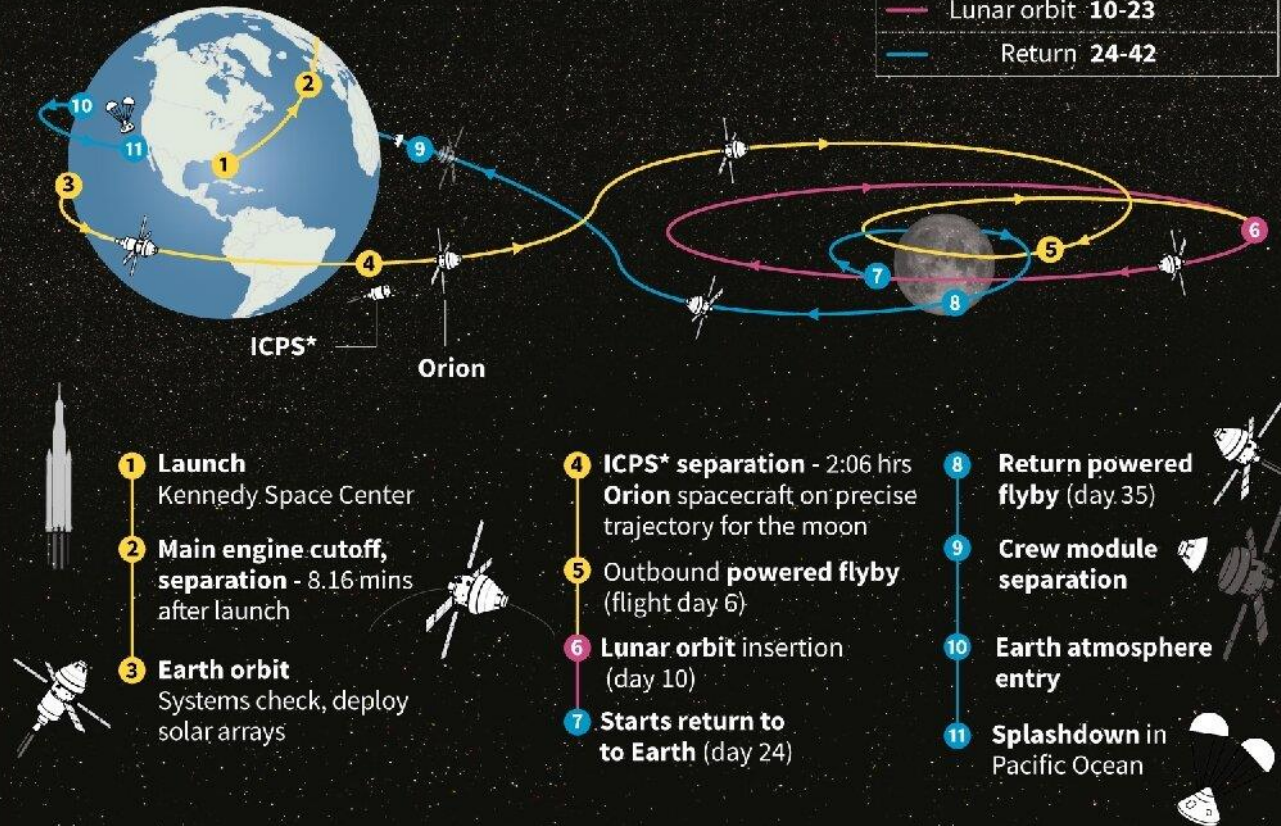 Lunar orbit 10-23
Return 24-42
2
10
11
1
9
3
4
5
6
7
8
ICPS*
Orion
1 Launch
Kennedy Space Center
2 Main engine cutoff,
separation - 8.16 mins
after launch
3 Earth orbit
Systems check, deploy
solar arrays
4 ICPS* separation - 2:06 hrs
Orion spacecraft on precise
trajectory for the moon
5 Outbound powered flyby
(flight day 6)
6 Lunar orbit insertion
(day 10)
7 Starts return to
to Earth (day 24)
8 Return powered
flyby (day 35)
9 Crew module
separation
10 Earth atmosphere
entry
11 Splashdown in
Pacific Ocean